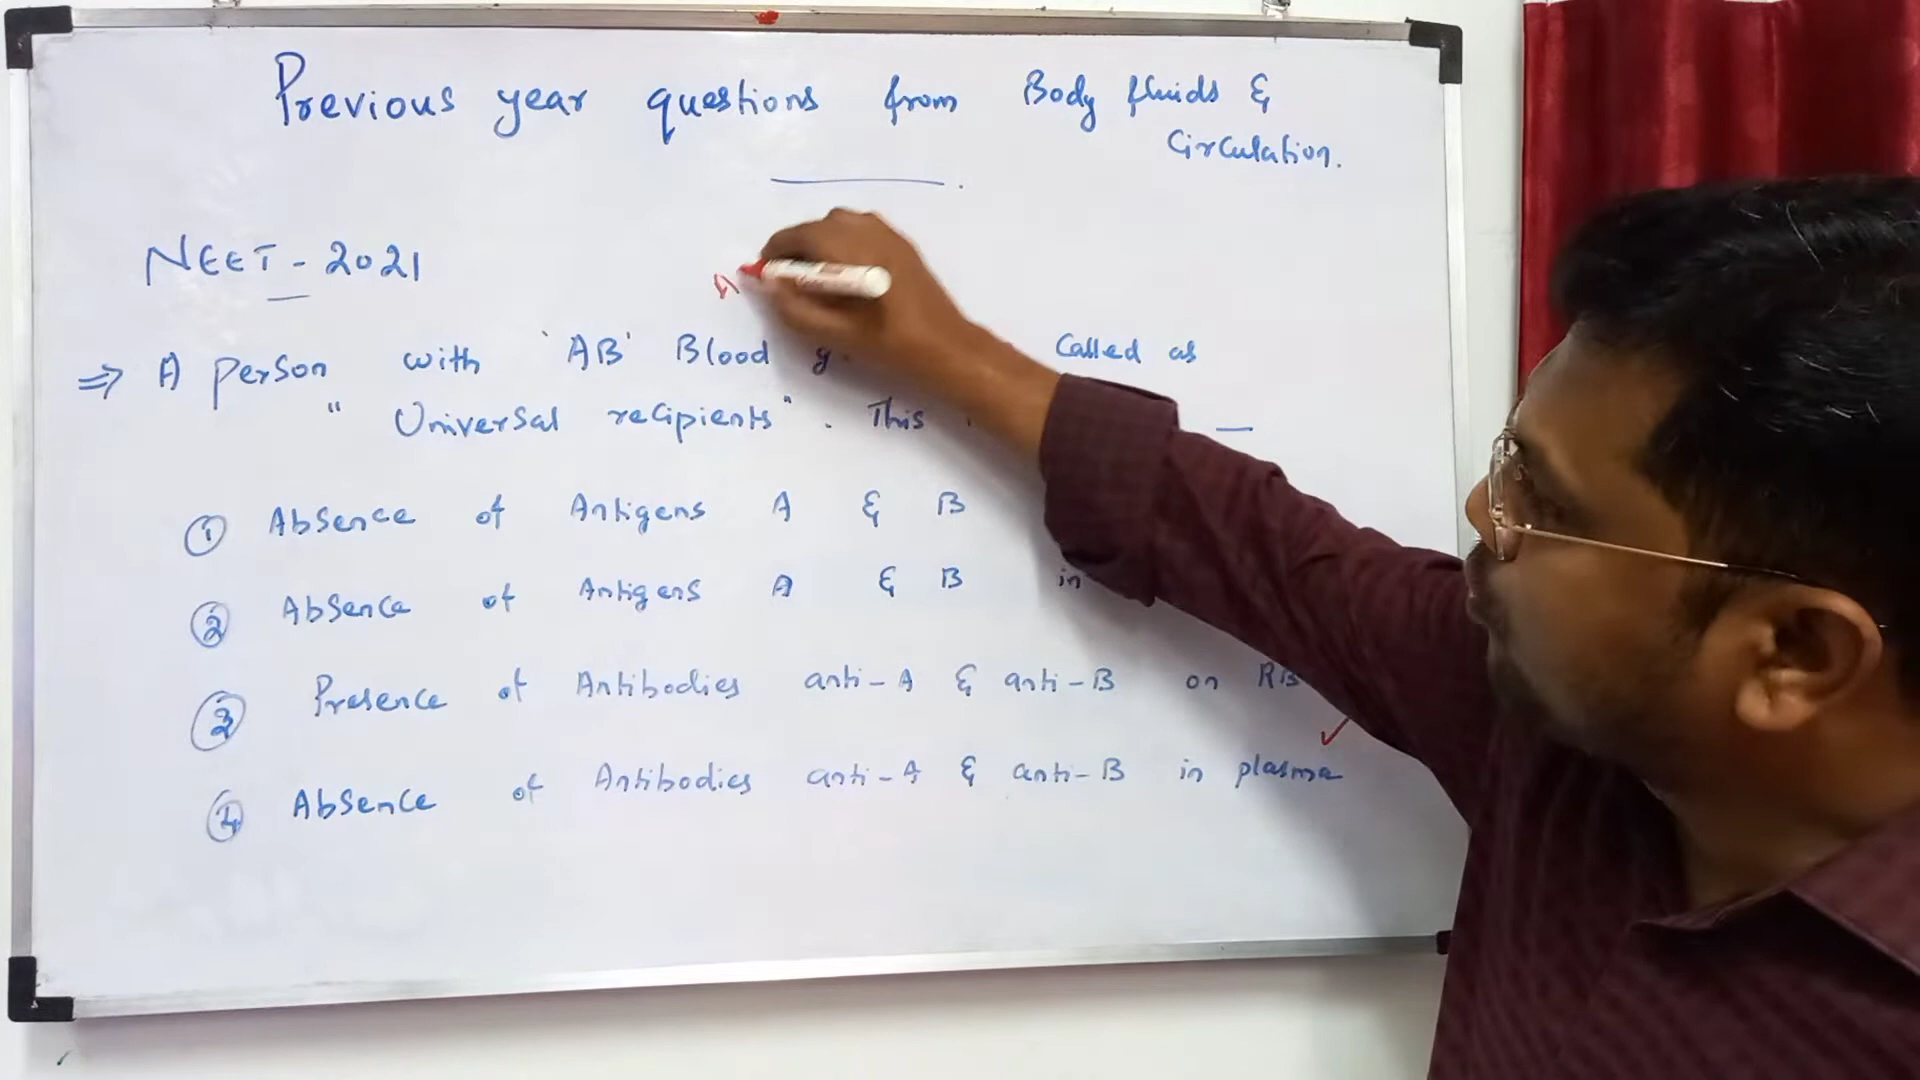 Previous year questions from Body fluids &
Circulation.
NEET - 2021
⇒ A person with 'AB' Blood called as
" Universal recipients". This —
① Absence of Antigens A & B
② Absence of Antigens A & B in
③ Presence of Antibodies anti-A & anti-B on RB
④ Absence of Antibodies anti-A & anti-B in plasma